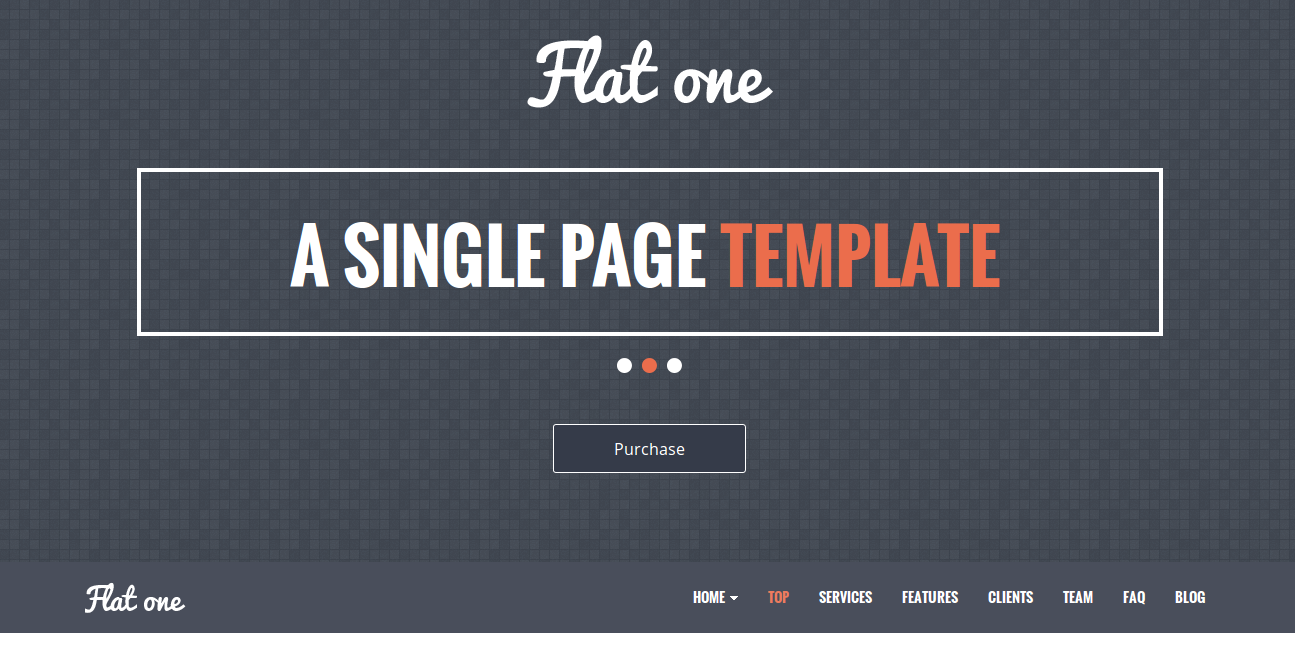 Flat one
A SINGLE PAGE TEMPLATE
Purchase
Flat one HOME TOP SERVICES FEATURES CLIENTS TEAM FAQ BLOG